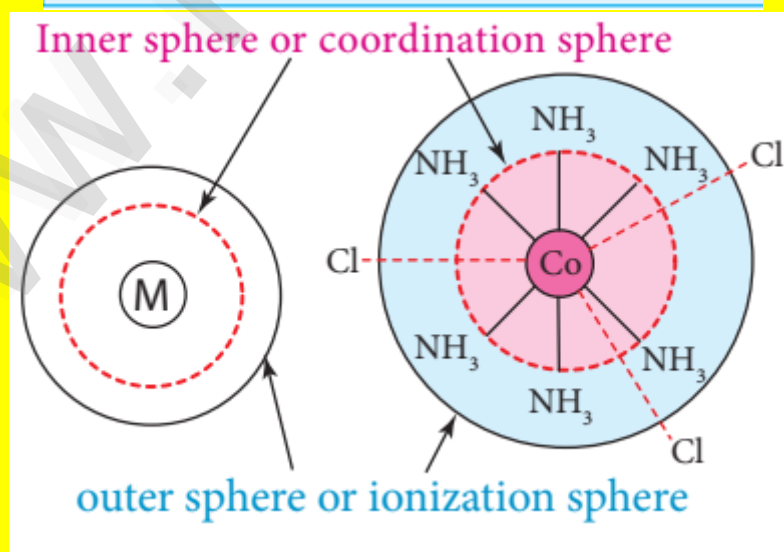 Inner sphere or coordination sphere
NH₃
NH₃
NH₃
Cl
M
Cl
Co
NH₃
NH₃
NH₃
Cl
outer sphere or ionization sphere